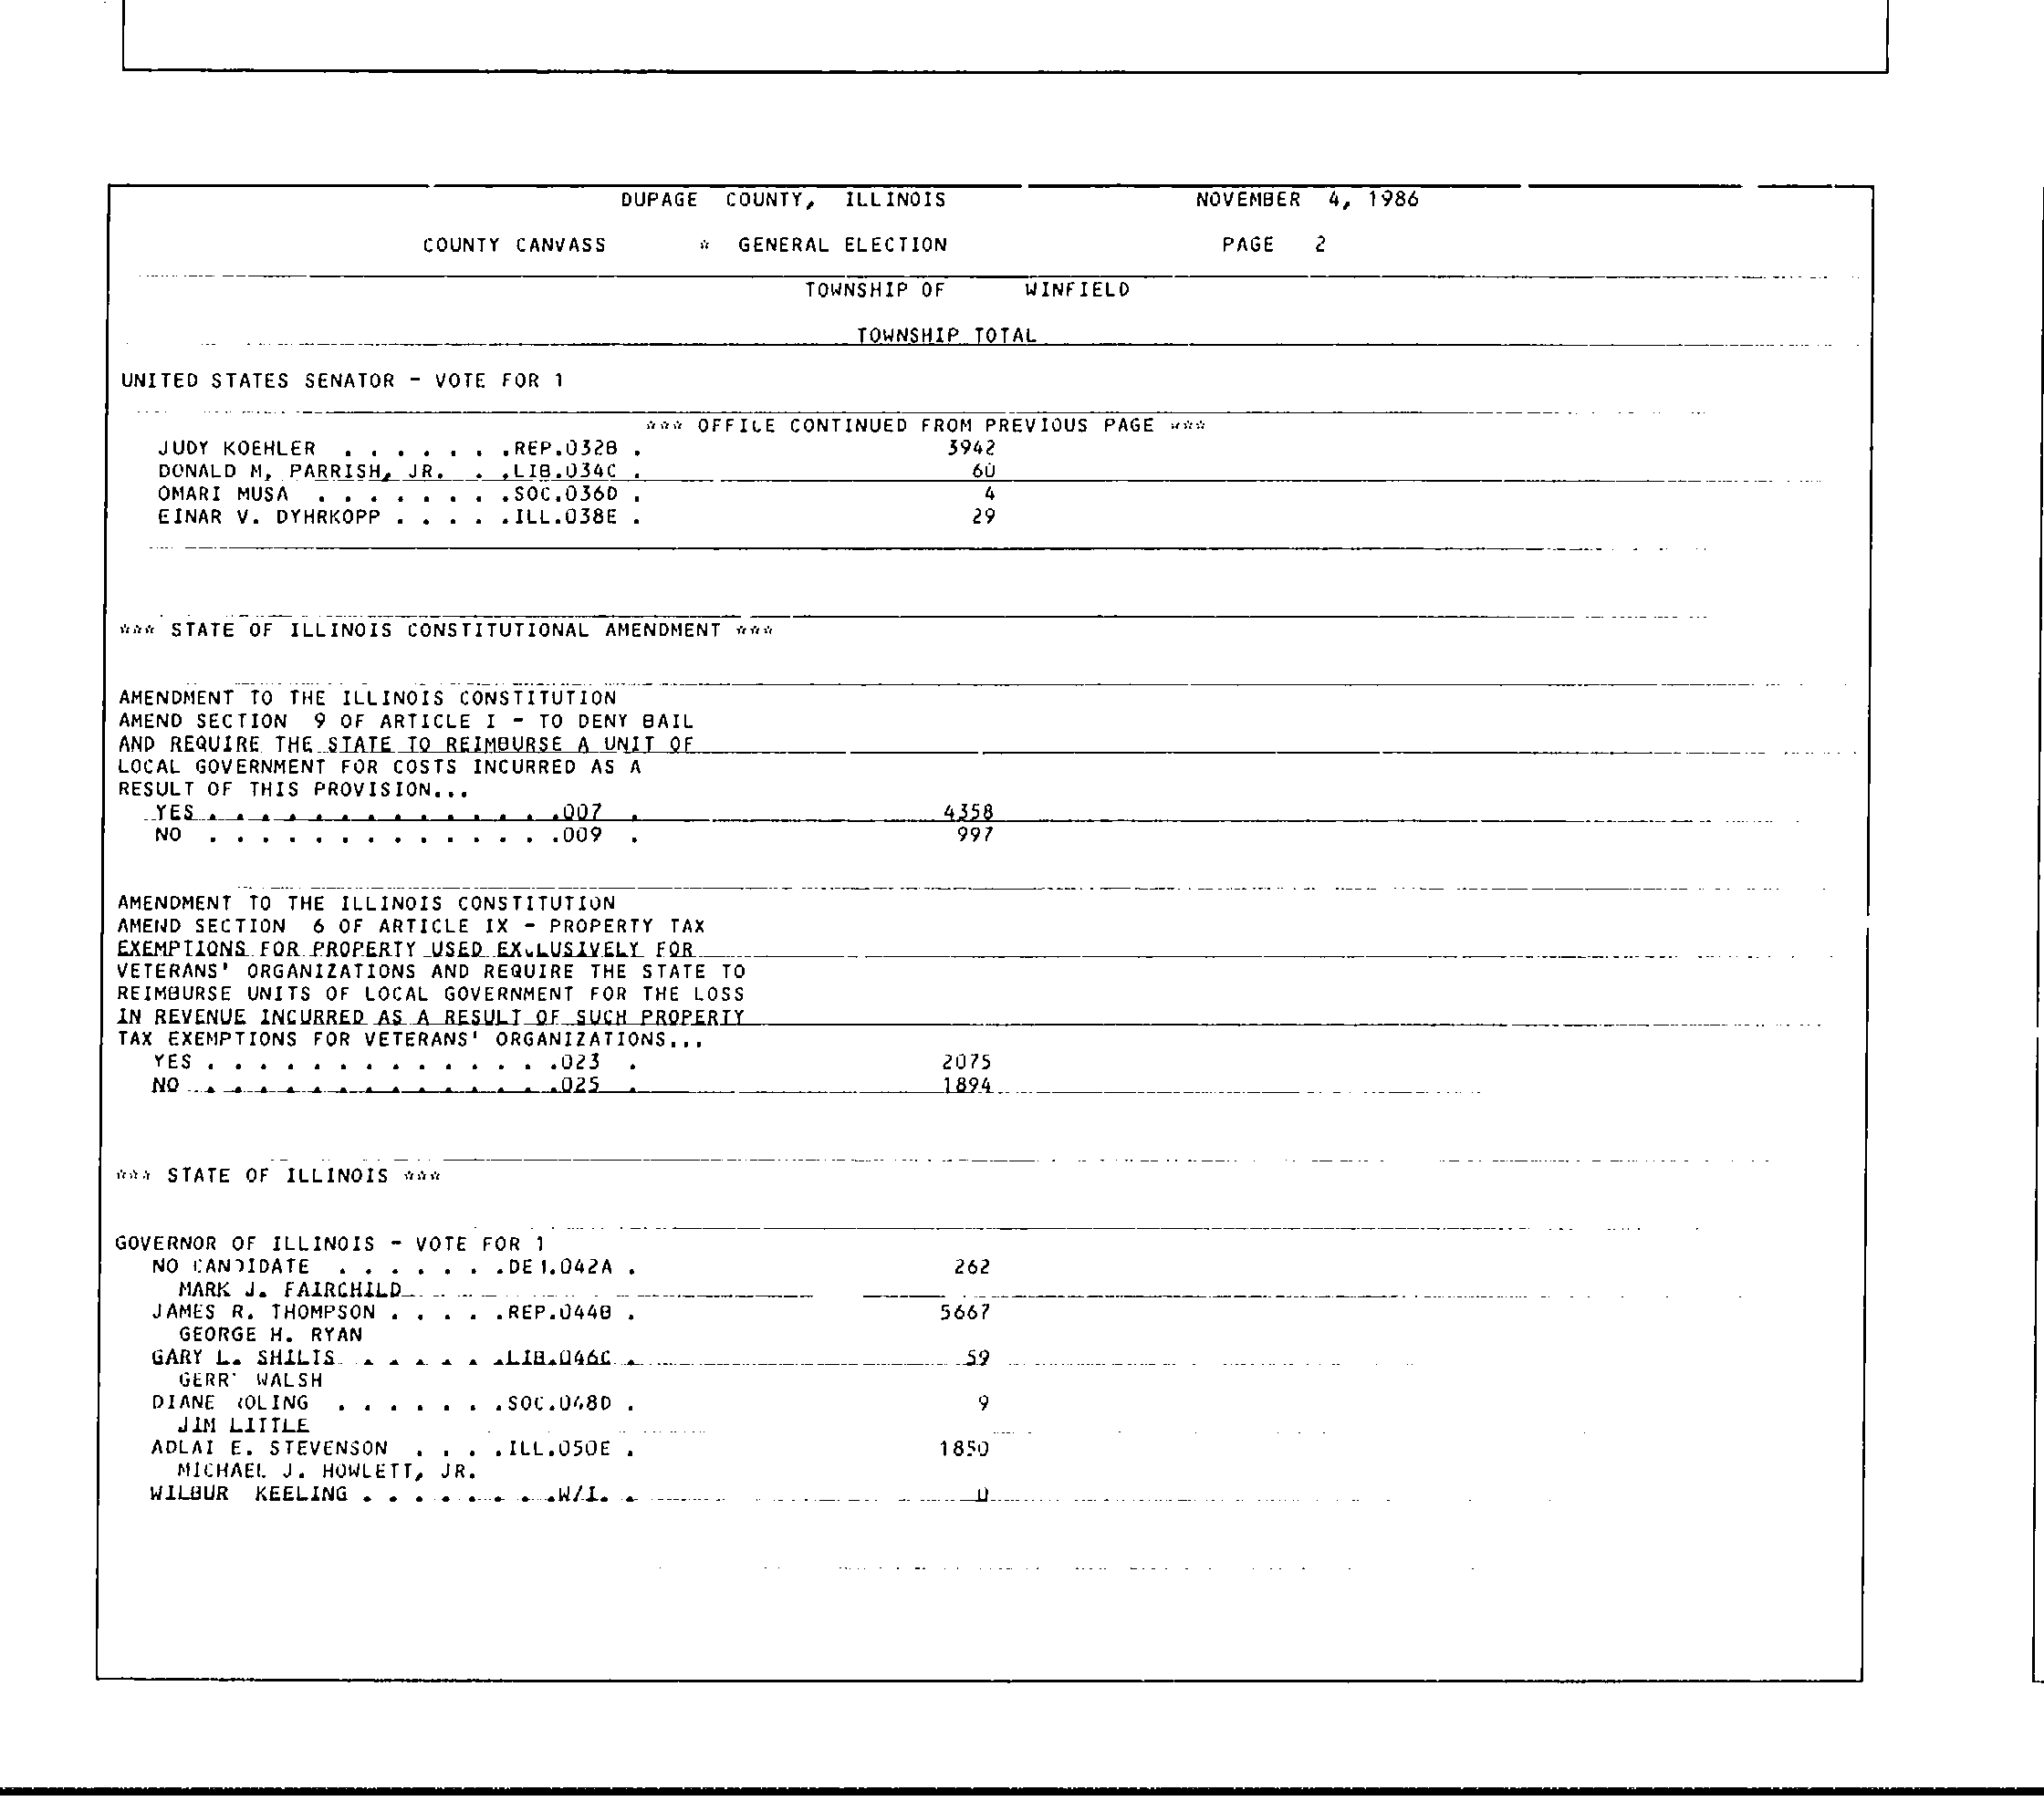 DUPAGE COUNTY, ILLINOIS NOVEMBER 4, 1986
COUNTY CANVASS * GENERAL ELECTION PAGE 2
TOWNSHIP OF WINFIELD
TOWNSHIP TOTAL
UNITED STATES SENATOR - VOTE FOR 1
*** OFFICE CONTINUED FROM PREVIOUS PAGE ***
JUDY KOEHLER . . . . . . .REP.032B . 3942
DONALD M. PARRISH, JR. . .LIB.034C . 60
OMARI MUSA . . . . . . . .SOC.036D . 4
EINAR V. DYHRKOPP . . . . .ILL.038E . 29
*** STATE OF ILLINOIS CONSTITUTIONAL AMENDMENT ***
AMENDMENT TO THE ILLINOIS CONSTITUTION
AMEND SECTION 9 OF ARTICLE I - TO DENY BAIL
AND REQUIRE THE STATE TO REIMBURSE A UNIT OF
LOCAL GOVERNMENT FOR COSTS INCURRED AS A
RESULT OF THIS PROVISION...
YES . . . . . . . . . . . . . .007 . 4358
NO . . . . . . . . . . . . . .009 . 997
AMENDMENT TO THE ILLINOIS CONSTITUTION
AMEND SECTION 6 OF ARTICLE IX - PROPERTY TAX
EXEMPTIONS FOR PROPERTY USED EXCLUSIVELY FOR
VETERANS' ORGANIZATIONS AND REQUIRE THE STATE TO
REIMBURSE UNITS OF LOCAL GOVERNMENT FOR THE LOSS
IN REVENUE INCURRED AS A RESULT OF SUCH PROPERTY
TAX EXEMPTIONS FOR VETERANS' ORGANIZATIONS...
YES . . . . . . . . . . . . . .023 . 2075
NO . . . . . . . . . . . . . .025 . 1894
*** STATE OF ILLINOIS ***
GOVERNOR OF ILLINOIS - VOTE FOR 1
NO CANDIDATE . . . . . . .DEM.042A . 262
MARK J. FAIRCHILD
JAMES R. THOMPSON . . . . .REP.044B . 5667
GEORGE H. RYAN
GARY L. SHILTS . . . . . .LIB.046C . 59
GERRY WALSH
DIANE ROLING . . . . . . .SOC.048D . 9
JIM LITTLE
ADLAI E. STEVENSON . . . .ILL.050E . 1850
MICHAEL J. HOWLETT, JR.
WILBUR KEELING . . . . . . . .W/I. . 0